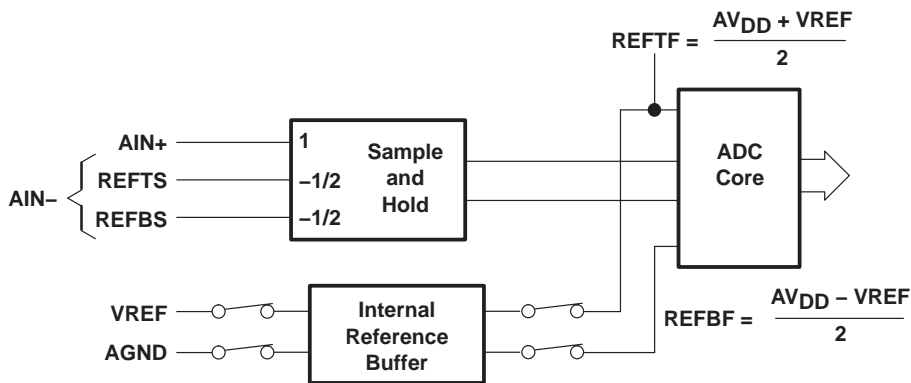 REFTF = AVDD + VREF
2
AIN+
1
Sample
and
Hold
ADC
Core
AIN–
REFTS
–1/2
REFBS
–1/2
VREF
Internal
Reference
Buffer
AGND
REFBF = AVDD – VREF
2